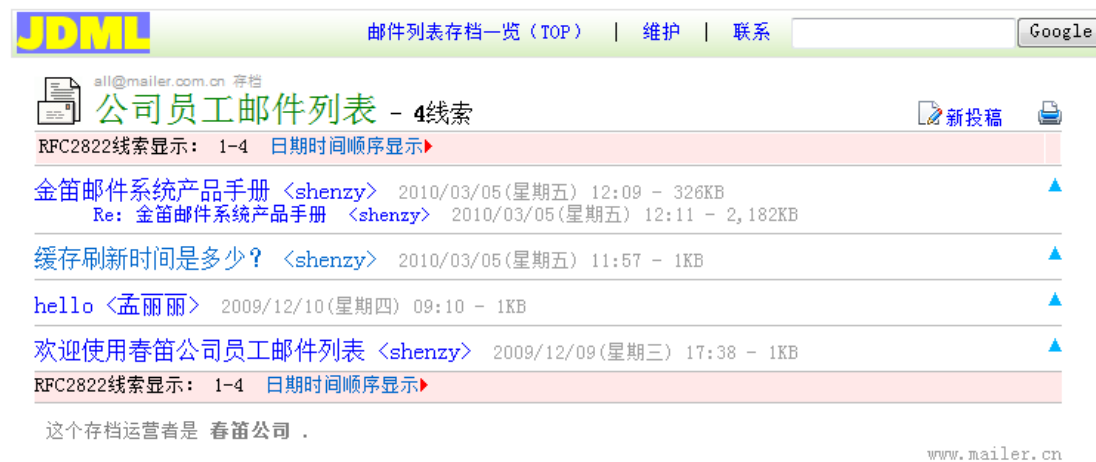 JDML 邮件列表存档一览（TOP） | 维护 | 联系 Google
all@mailer.com.cn 存档
公司员工邮件列表 - 4线索 新投稿
RFC2822线索显示： 1-4 日期时间顺序显示
金笛邮件系统产品手册 <shenzy> 2010/03/05(星期五) 12:09 - 326KB
Re: 金笛邮件系统产品手册 <shenzy> 2010/03/05(星期五) 12:11 - 2,182KB
缓存刷新时间是多少？ <shenzy> 2010/03/05(星期五) 11:57 - 1KB
hello <孟丽丽> 2009/12/10(星期四) 09:10 - 1KB
欢迎使用春笛公司员工邮件列表 <shenzy> 2009/12/09(星期三) 17:38 - 1KB
RFC2822线索显示： 1-4 日期时间顺序显示
这个存档运营者是 春笛公司 .
www.mailer.cn